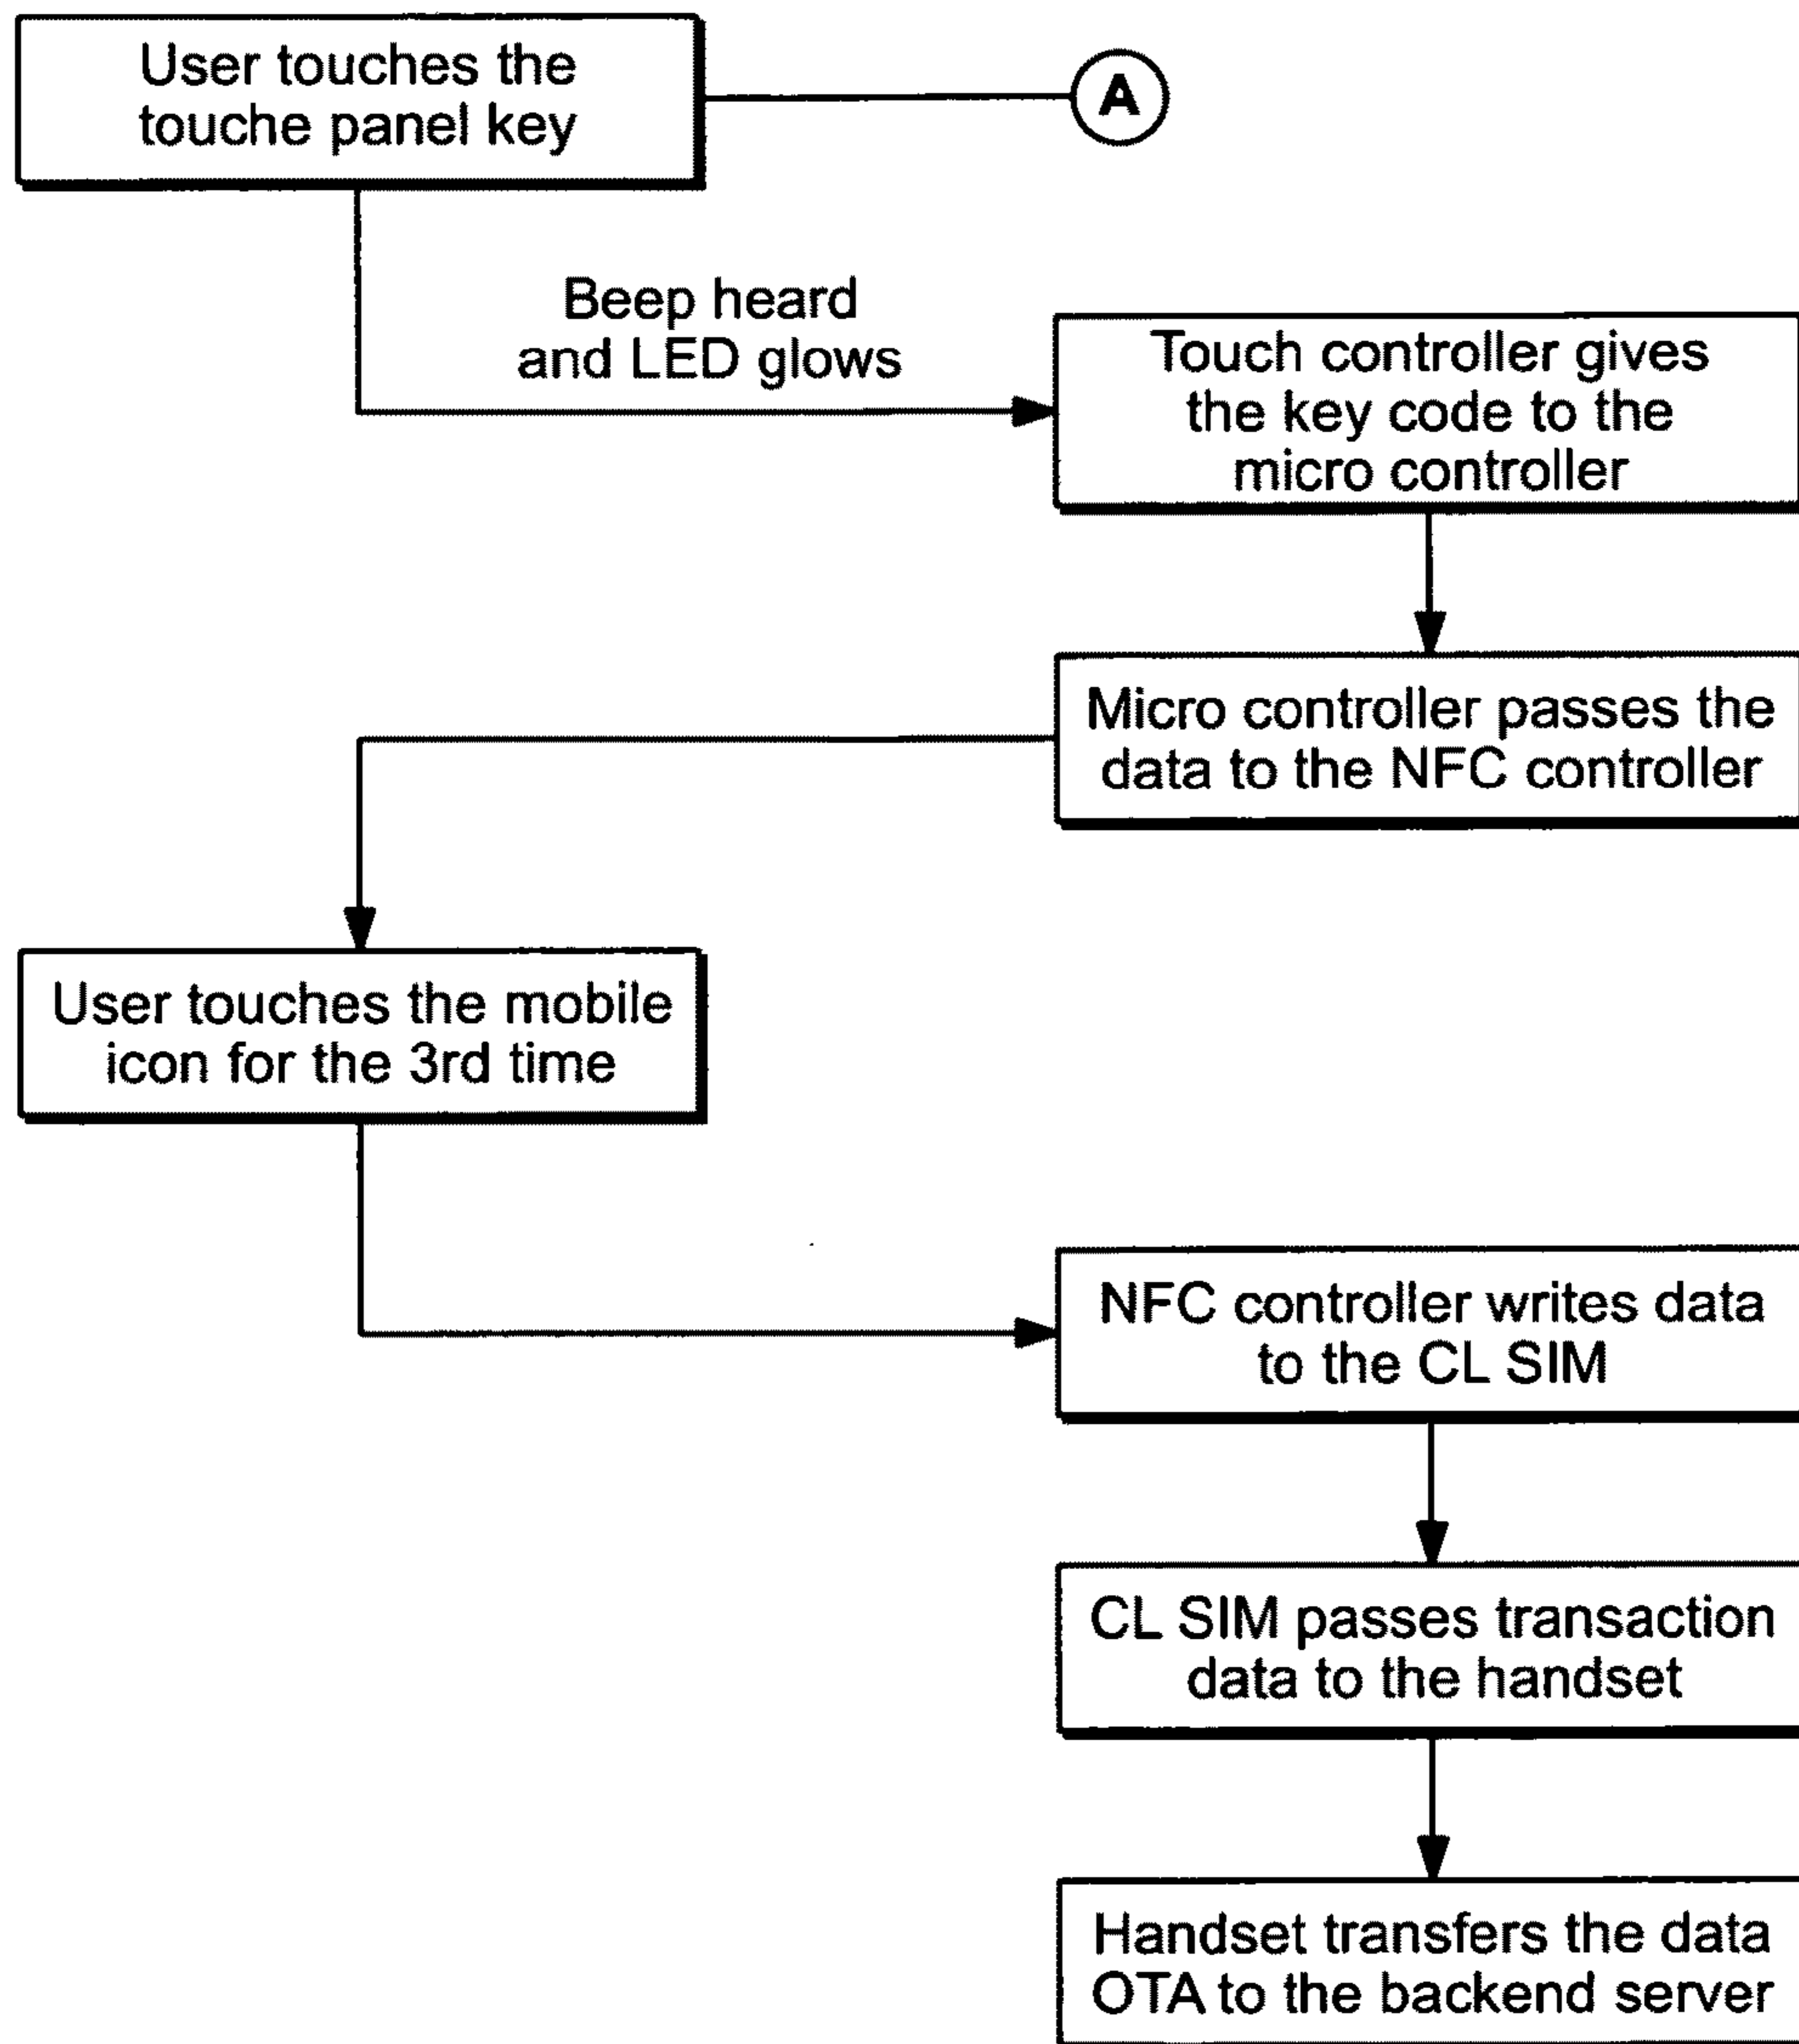 User touches the
touche panel key
A
Beep heard
and LED glows
Touch controller gives
the key code to the
micro controller
Micro controller passes the
data to the NFC controller
User touches the mobile
icon for the 3rd time
NFC controller writes data
to the CL SIM
CL SIM passes transaction
data to the handset
Handset transfers the data
OTA to the backend server